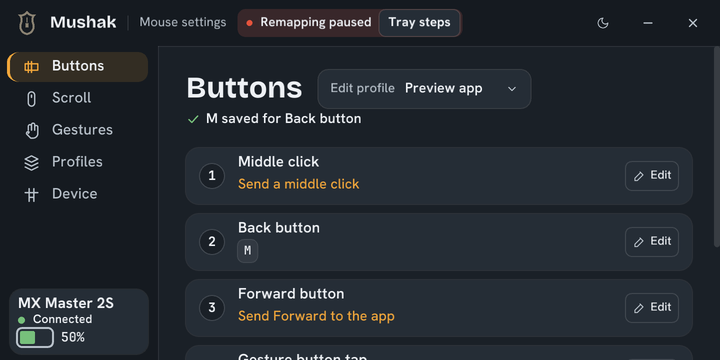 Mushak
Mouse settings
Remapping paused
Tray steps
Buttons
Scroll
Gestures
Profiles
Device
MX Master 2S
Connected
50%
Buttons
Edit profile Preview app
M saved for Back button
1
Middle click
Send a middle click
Edit
2
Back button
M
Edit
3
Forward button
Send Forward to the app
Edit
Gesture button tap